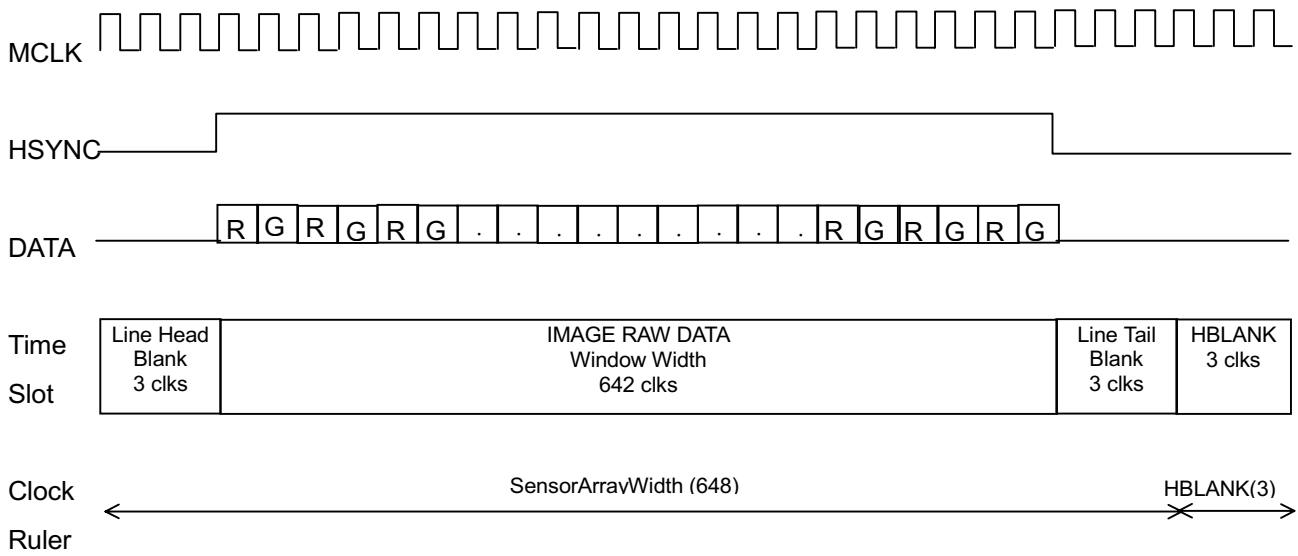 MCLK
HSYNC
DATA
R G R G R G . . . . . . . . . R G R G R G
Time
Slot
Line Head
Blank
3 clks
IMAGE RAW DATA
Window Width
642 clks
Line Tail
Blank
3 clks
HBLANK
3 clks
Clock
Ruler
SensorArrayWidth (648)
HBLANK(3)